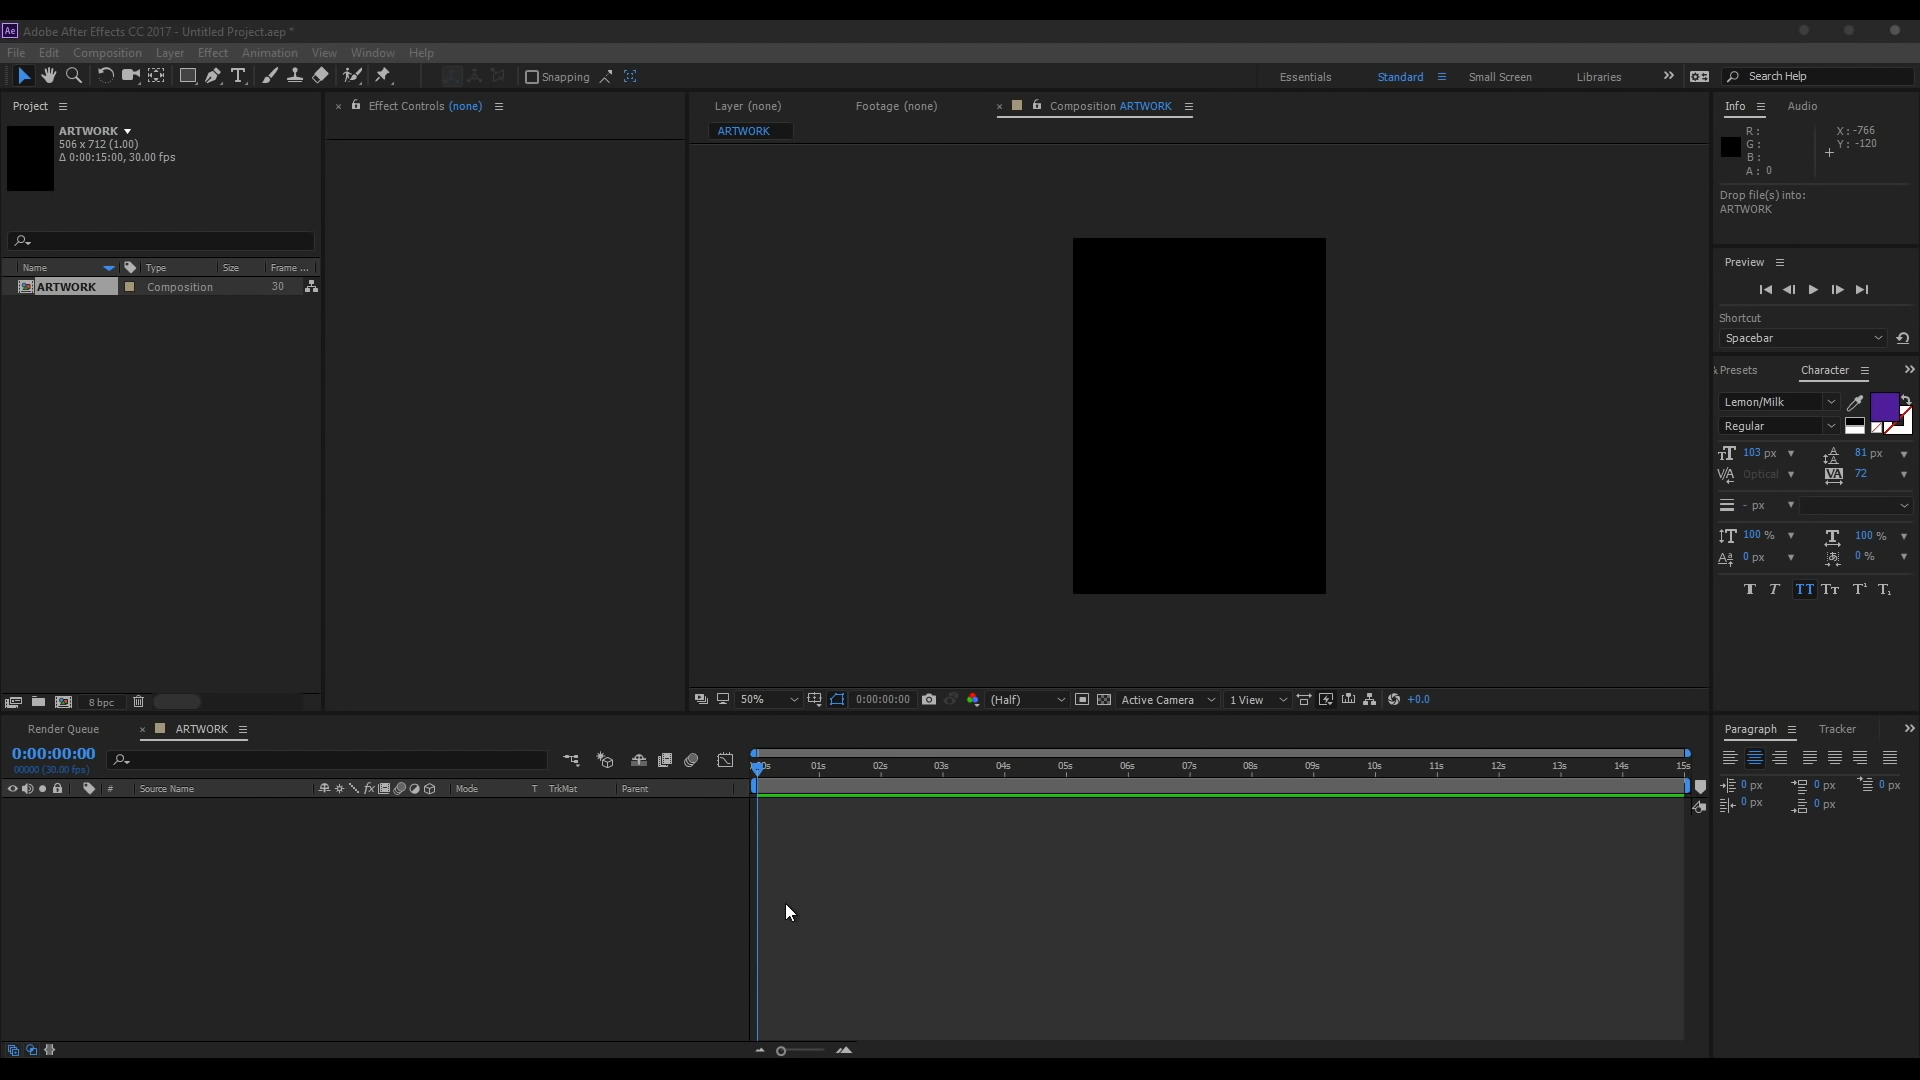 Ae Adobe After Effects CC 2017 - Untitled Project.aep *
File Edit Composition Layer Effect Animation View Window Help
Snapping
Essentials Standard Small Screen Libraries » Search Help
Project
ARTWORK
506 x 712 (1.00)
Δ 0:00:15:00, 30.00 fps
Name Type Size Frame ...
ARTWORK Composition 30
8 bpc
× Effect Controls (none)
Layer (none) Footage (none) × Composition ARTWORK
ARTWORK
50% 0:00:00:00 (Half) Active Camera 1 View +0.0
Info Audio
R: X: -766
G: Y: -120
B:
A: 0
Drop file(s) into:
ARTWORK
Preview
Shortcut
Spacebar
& Presets Character »
Lemon/Milk
Regular
103 px 81 px
Optical 72
- px
100 % 100 %
0 px 0 %
Render Queue × ARTWORK
0:00:00:00
00000 (30.00 fps)
# Source Name fx Mode T TrkMat Parent
:00s 01s 02s 03s 04s 05s 06s 07s 08s 09s 10s 11s 12s 13s 14s 15s
Paragraph Tracker »
0 px 0 px 0 px
0 px 0 px